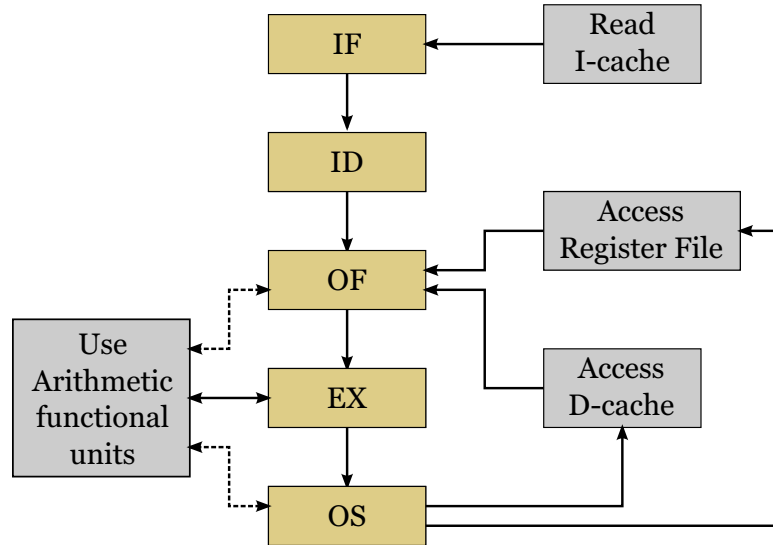 IF
Read
I-cache
ID
Access
Register File
OF
Use
Arithmetic
functional
units
EX
Access
D-cache
OS